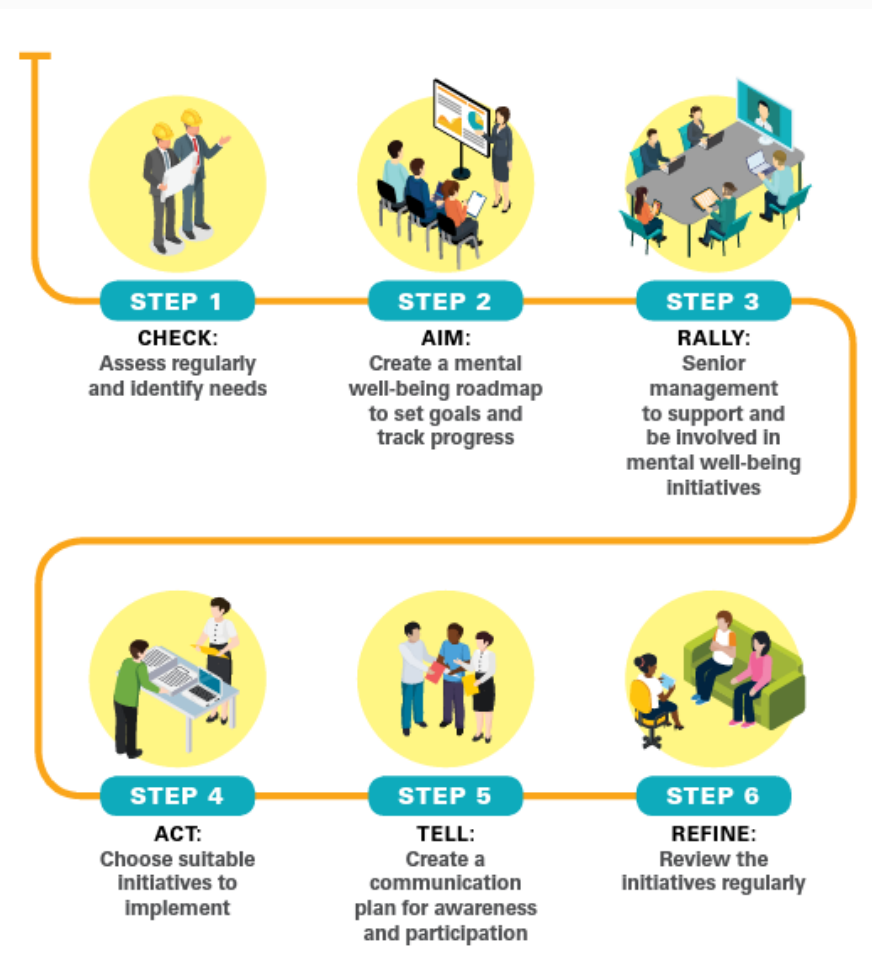 STEP 1
CHECK:
Assess regularly
and identify needs
STEP 2
AIM:
Create a mental
well-being roadmap
to set goals and
track progress
STEP 3
RALLY:
Senior
management
to support and
be involved in
mental well-being
initiatives
STEP 4
ACT:
Choose suitable
initiatives to
implement
STEP 5
TELL:
Create a
communication
plan for awareness
and participation
STEP 6
REFINE:
Review the
initiatives regularly